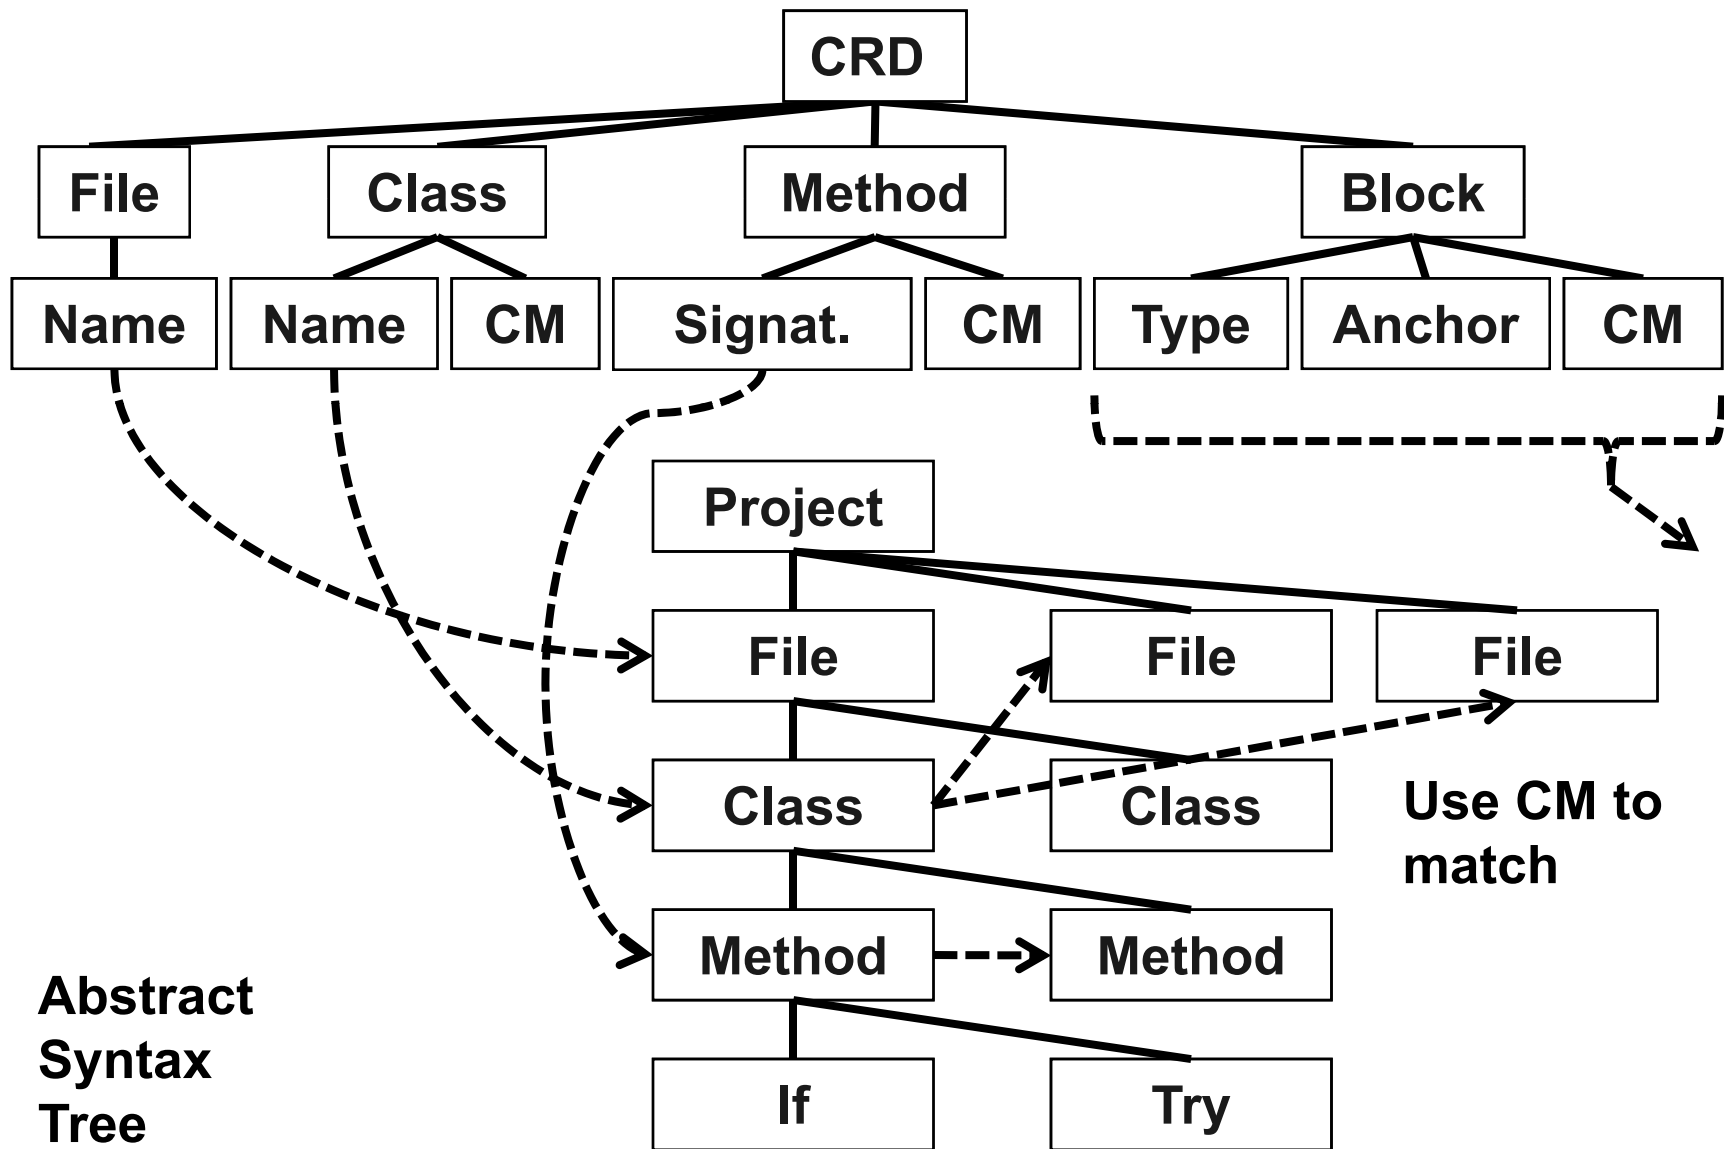 CRD
File Class Method Block
Name Name CM Signat. CM Type Anchor CM
Project
File File File
Class Class
Use CM to
match
Method Method
Abstract
Syntax
Tree
If Try